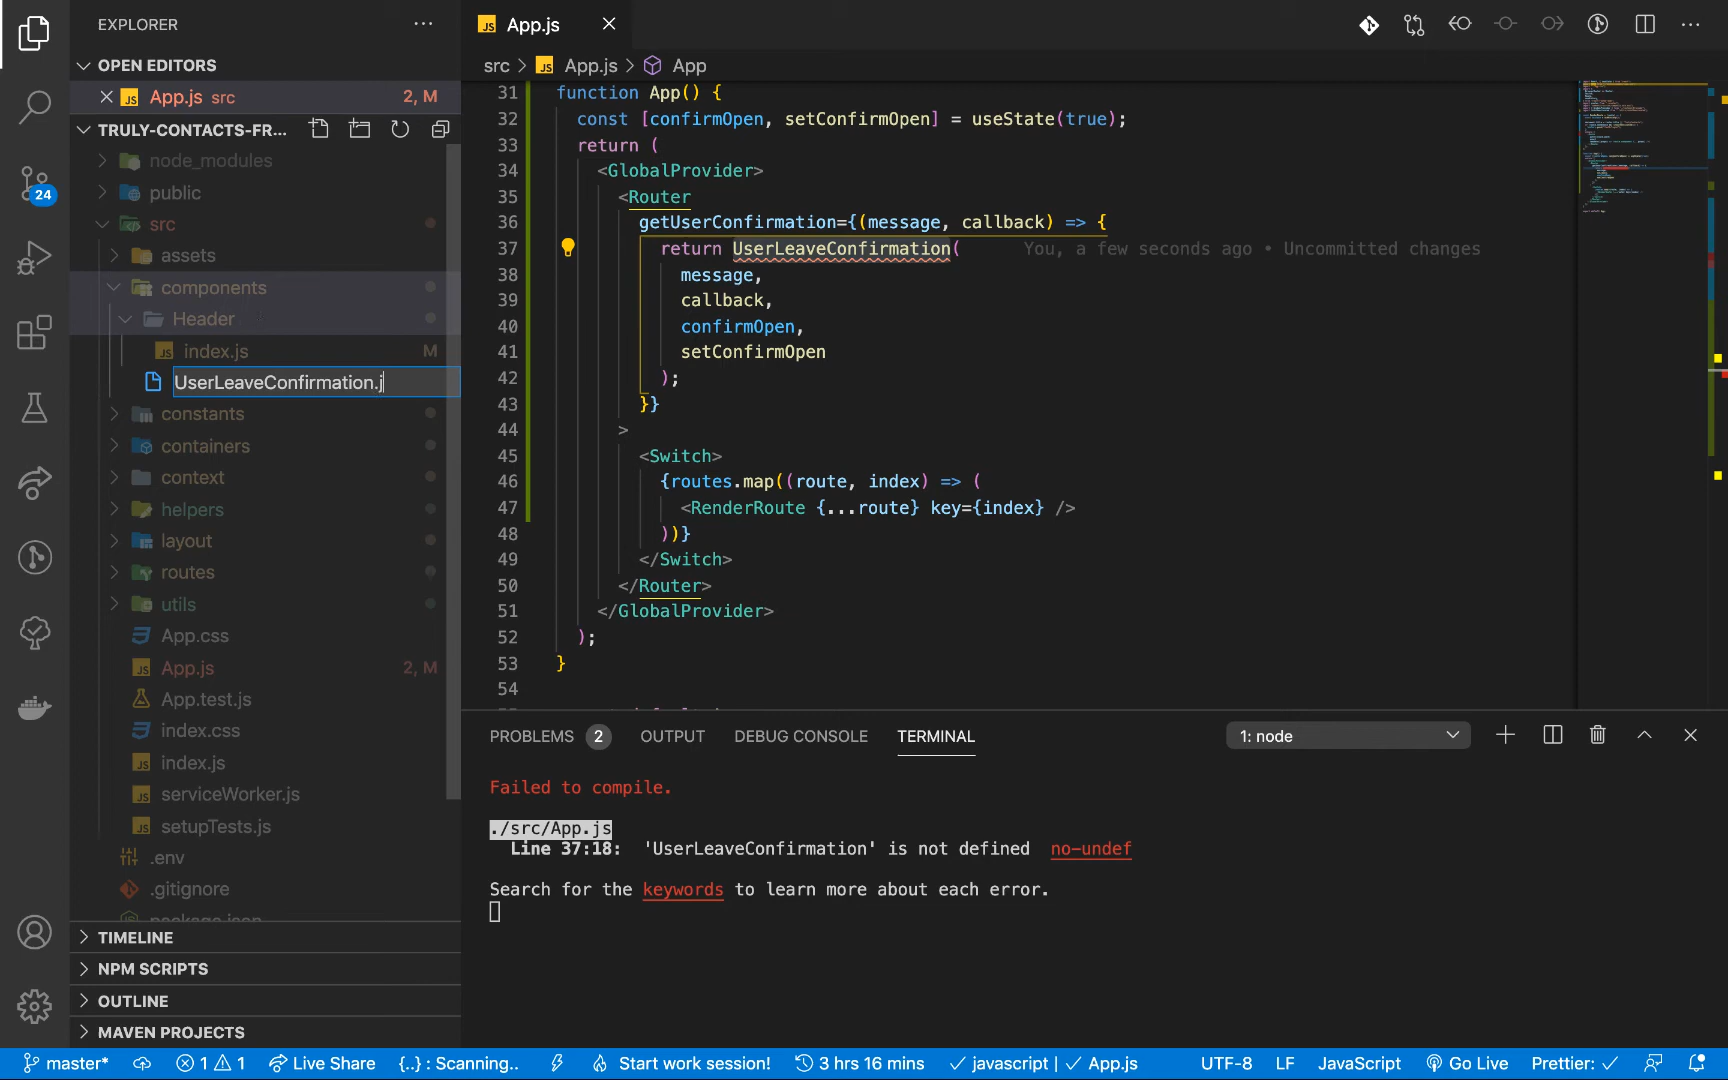 EXPLORER
OPEN EDITORS
App.js src 2, M
TRULY-CONTACTS-FR...
node_modules
public
src
assets
components
Header
index.js M
UserLeaveConfirmation.j
constants
containers
context
helpers
layout
routes
utils
App.css
App.js 2, M
App.test.js
index.css
index.js
serviceWorker.js
setupTests.js
.env
.gitignore
package.json
TIMELINE
NPM SCRIPTS
OUTLINE
MAVEN PROJECTS
24
App.js
src > App.js > App
31 function App() {
32 const [confirmOpen, setConfirmOpen] = useState(true);
33 return (
34 <GlobalProvider>
35 <Router
36 getUserConfirmation={(message, callback) => {
37 return UserLeaveConfirmation( You, a few seconds ago • Uncommitted changes
38 message,
39 callback,
40 confirmOpen,
41 setConfirmOpen
42 );
43 }}
44 >
45 <Switch>
46 {routes.map((route, index) => (
47 <RenderRoute {...route} key={index} />
48 ))}
49 </Switch>
50 </Router>
51 </GlobalProvider>
52 );
53 }
54
PROBLEMS 2 OUTPUT DEBUG CONSOLE TERMINAL 1: node
Failed to compile.
./src/App.js
Line 37:18: 'UserLeaveConfirmation' is not defined no-undef
Search for the keywords to learn more about each error.
master* 1 1 Live Share {..} : Scanning.. Start work session! 3 hrs 16 mins javascript | App.js UTF-8 LF JavaScript Go Live Prettier: